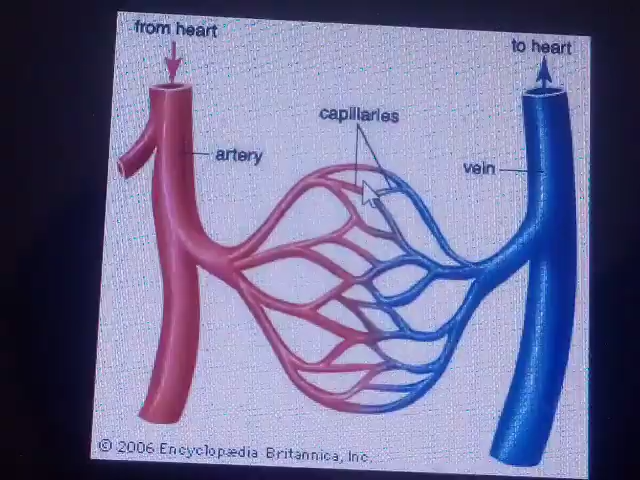 from heart
to heart
capillaries
artery
vein
© 2006 Encyclopædia Britannica, Inc.